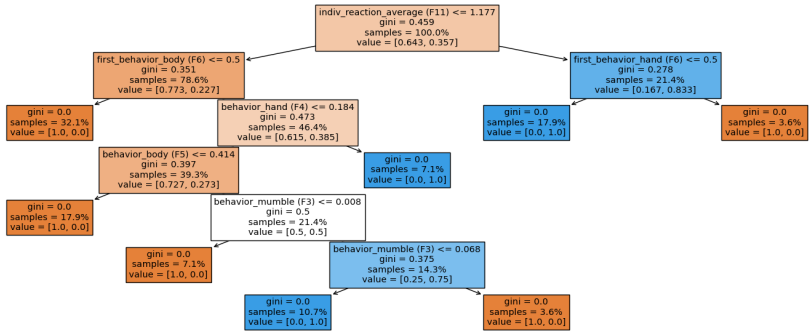 indiv_reaction_average (F11) <= 1.177
gini = 0.459
samples = 100.0%
value = [0.643, 0.357]
first_behavior_body (F6) <= 0.5
gini = 0.351
samples = 78.6%
value = [0.773, 0.227]
first_behavior_hand (F6) <= 0.5
gini = 0.278
samples = 21.4%
value = [0.167, 0.833]
gini = 0.0
samples = 32.1%
value = [1.0, 0.0]
behavior_hand (F4) <= 0.184
gini = 0.473
samples = 46.4%
value = [0.615, 0.385]
gini = 0.0
samples = 17.9%
value = [0.0, 1.0]
gini = 0.0
samples = 3.6%
value = [1.0, 0.0]
behavior_body (F5) <= 0.414
gini = 0.397
samples = 39.3%
value = [0.727, 0.273]
gini = 0.0
samples = 7.1%
value = [0.0, 1.0]
gini = 0.0
samples = 17.9%
value = [1.0, 0.0]
behavior_mumble (F3) <= 0.008
gini = 0.5
samples = 21.4%
value = [0.5, 0.5]
gini = 0.0
samples = 7.1%
value = [1.0, 0.0]
behavior_mumble (F3) <= 0.068
gini = 0.375
samples = 14.3%
value = [0.25, 0.75]
gini = 0.0
samples = 10.7%
value = [0.0, 1.0]
gini = 0.0
samples = 3.6%
value = [1.0, 0.0]